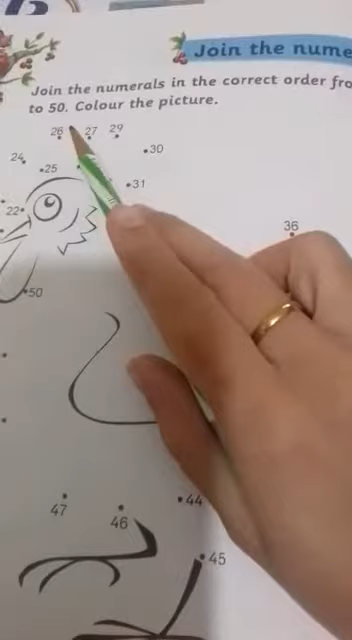 Join the nume
Join the numerals in the correct order fro
to 50. Colour the picture.
26 27 29
30
24
25
31
22
36
50
44
47
46
45